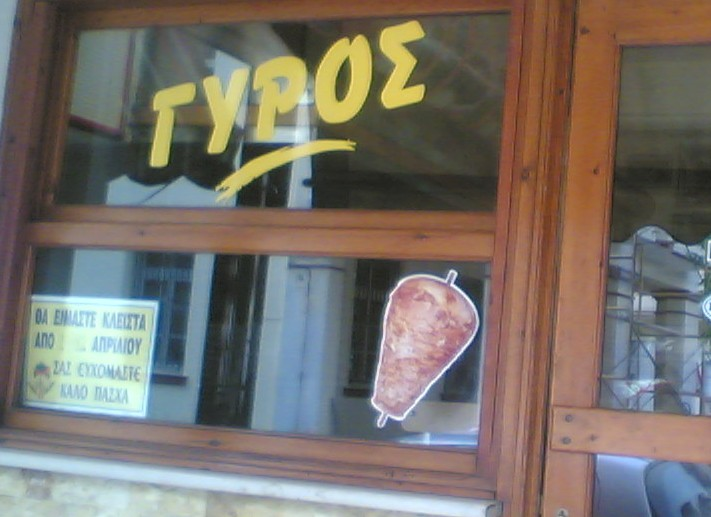 ΓΥΡΟΣ
ΘΑ ΕΙΜΑΣΤΕ ΚΛΕΙΣΤΑ
ΑΠΟ ΑΠΡΙΛΙΟΥ
ΣΑΣ ΕΥΧΟΜΑΣΤΕ
ΚΑΛΟ ΠΑΣΧΑ